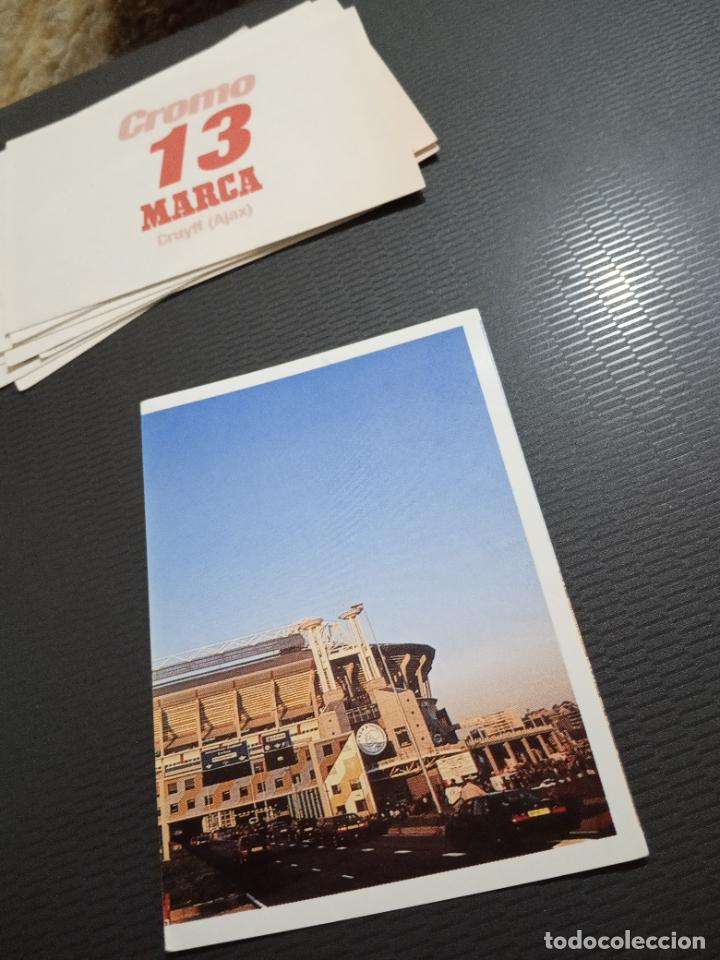 Cromo
13
MARCA
Cruyff (Ajax)
todocoleccion